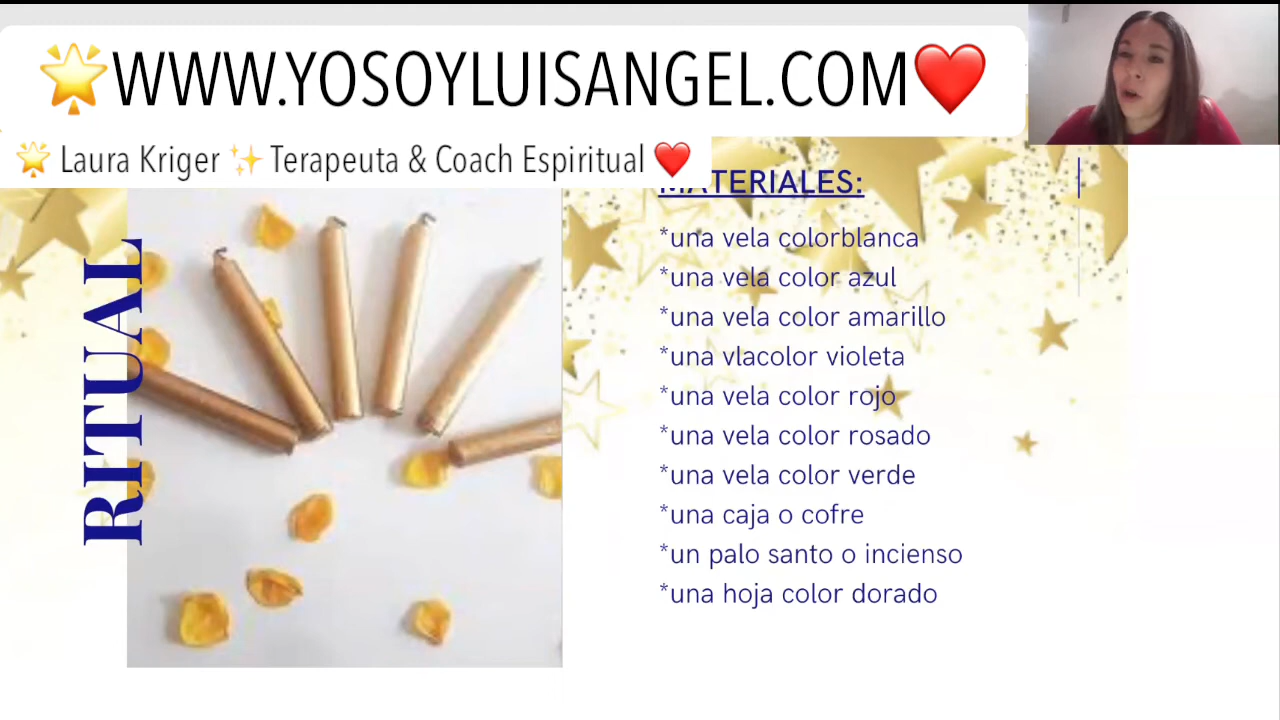 🌟WWW.YOSOYLUISANGEL.COM❤️
🌟 Laura Kriger ✨ Terapeuta & Coach Espiritual ❤️
MATERIALES:
RITUAL
*una vela colorblanca
*una vela color azul
*una vela color amarillo
*una vlacolor violeta
*una vela color rojo
*una vela color rosado
*una vela color verde
*una caja o cofre
*un palo santo o incienso
*una hoja color dorado